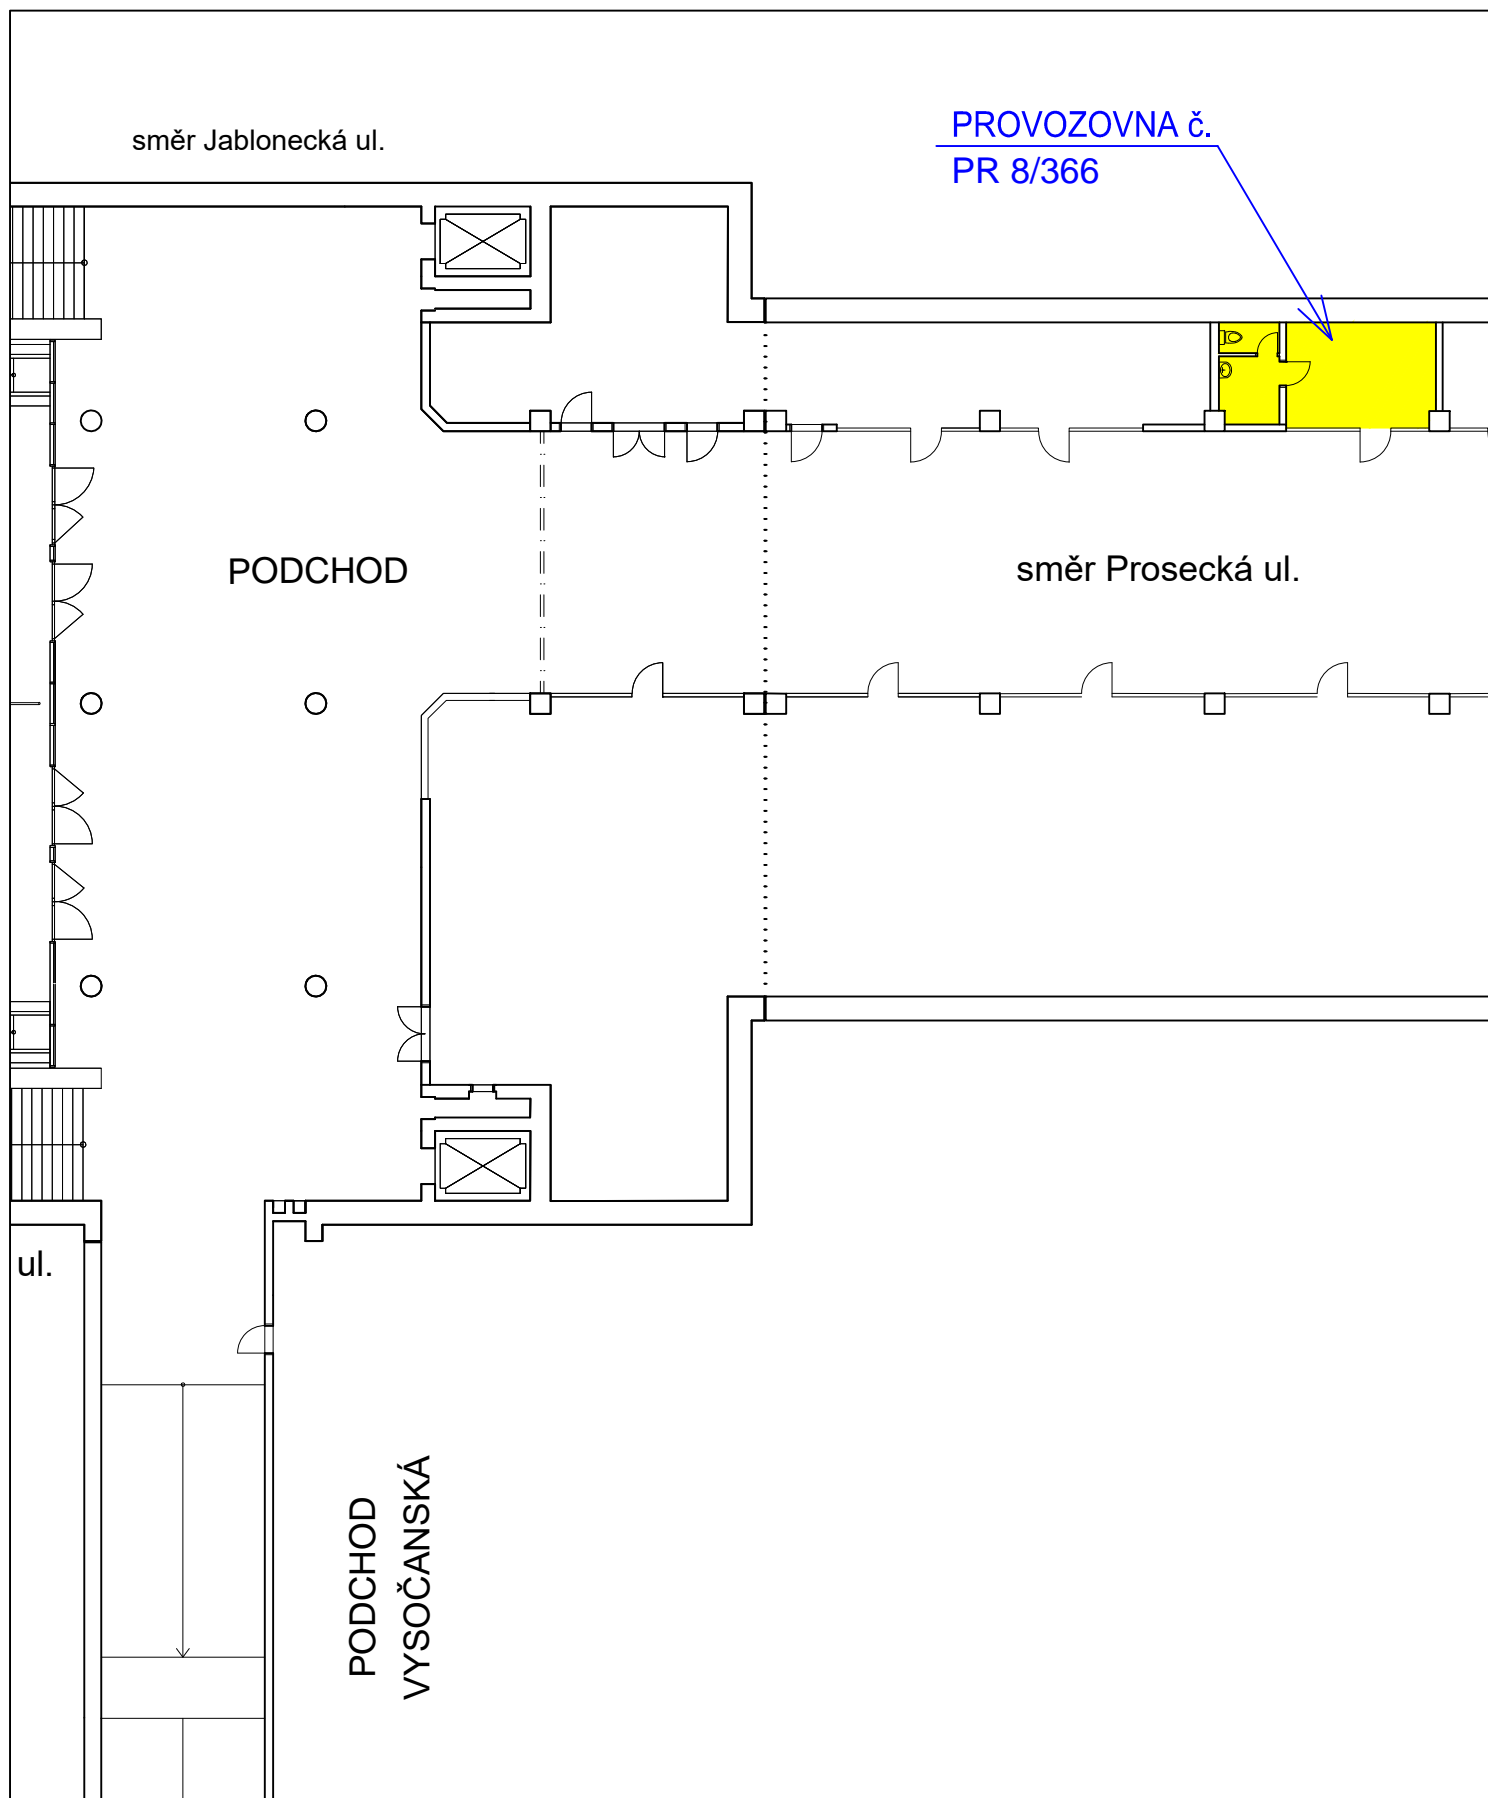 směr Jablonecká ul.
PROVOZOVNA č.
PR 8/366
PODCHOD
směr Prosecká ul.
ul.
PODCHOD
VYSOČANSKÁ